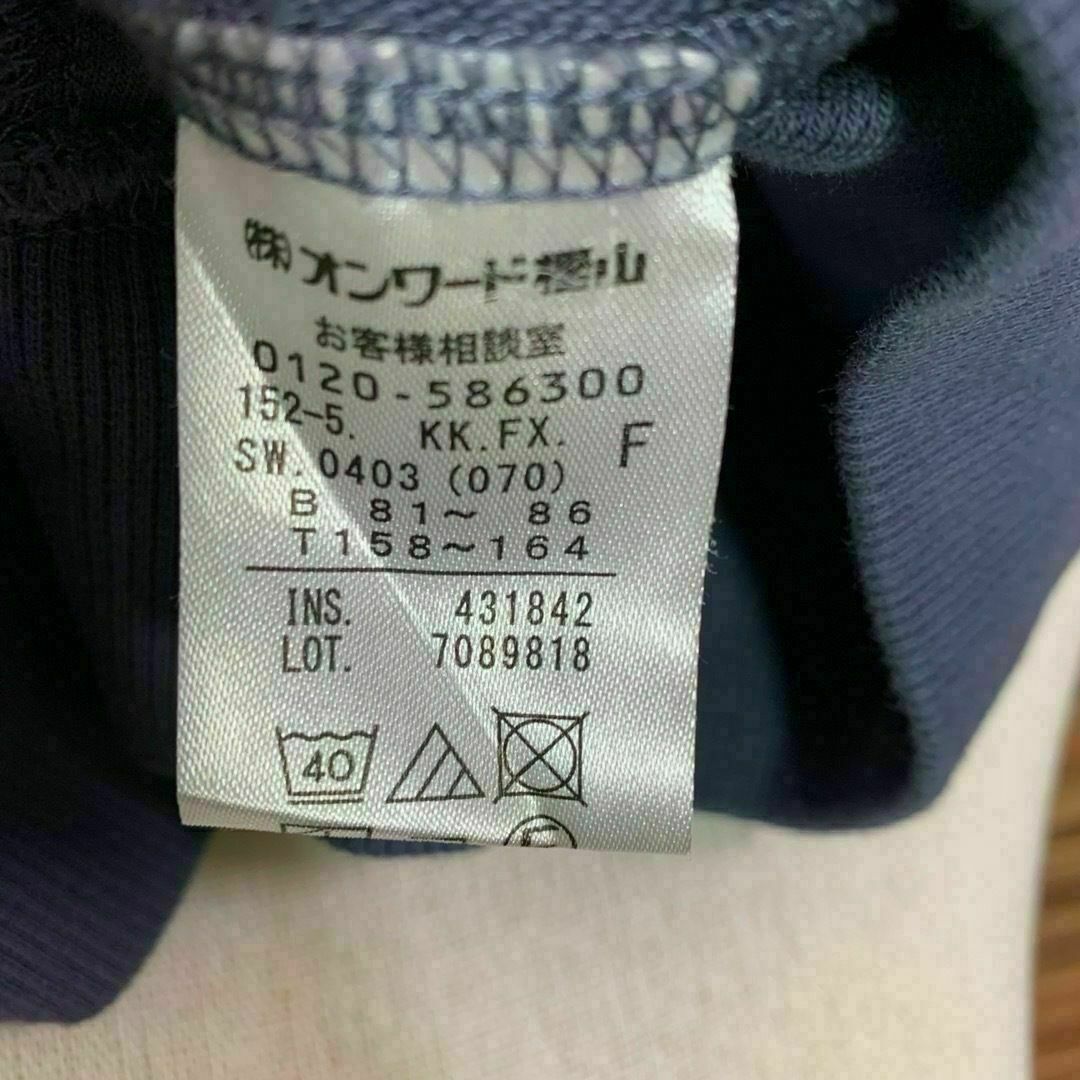 (株)オンワード樫山
お客様相談室
0120-586300
152-5. KK.FX. F
SW.0403 (070)
B 81～ 86
T 158～164
INS. 431842
LOT. 7089818
40